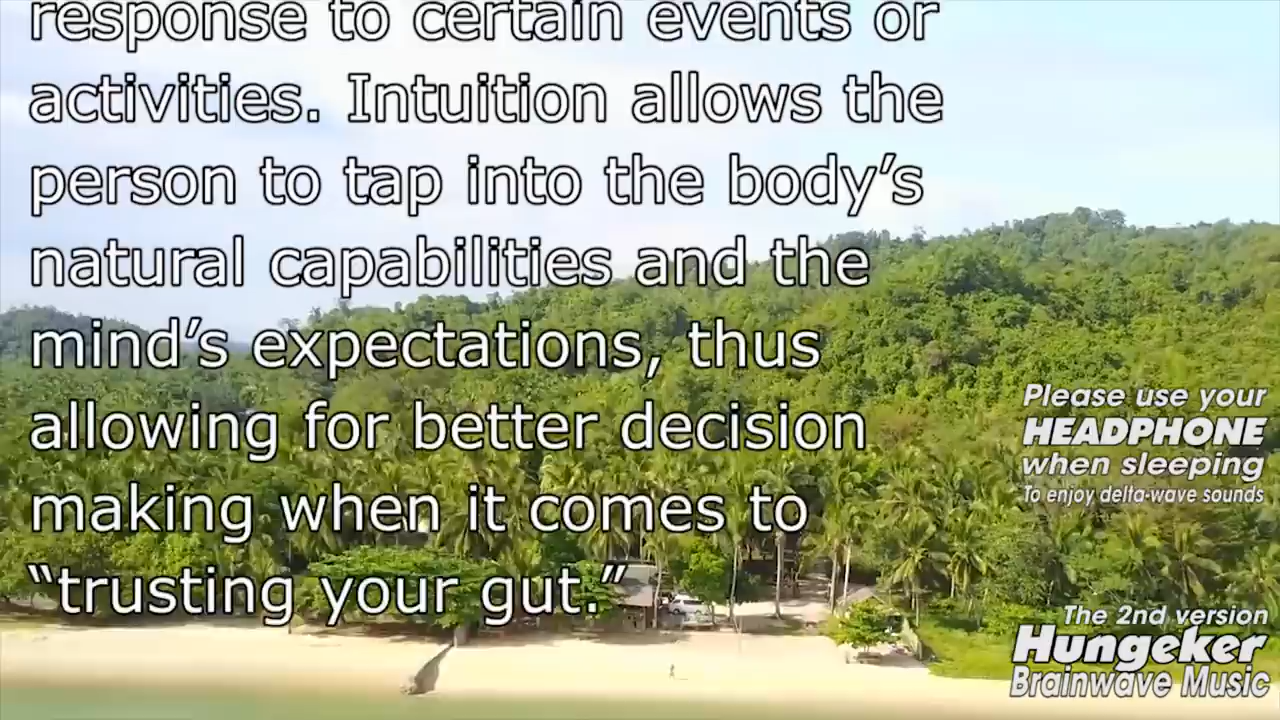 response to certain events or
activities. Intuition allows the
person to tap into the body’s
natural capabilities and the
mind’s expectations, thus
allowing for better decision
making when it comes to
“trusting your gut.”
Please use your
HEADPHONE
when sleeping
To enjoy delta-wave sounds
The 2nd version
Hungeker
Brainwave Music